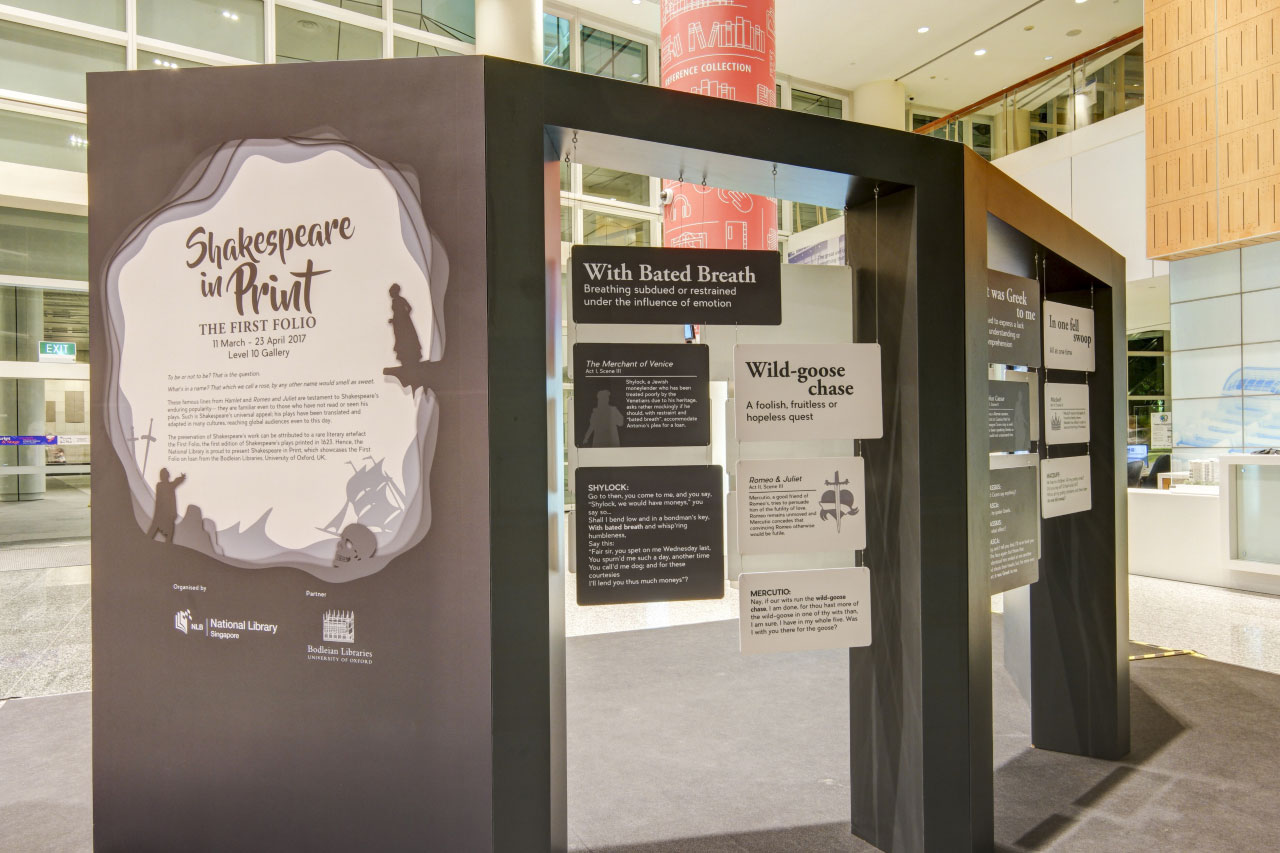 REFERENCE COLLECTION
EXIT
Shakespeare
in Print
THE FIRST FOLIO
11 March - 23 April 2017
Level 10 Gallery
To be or not to be? That is the question.
What's in a name? That which we call a rose, by any other name would smell as sweet.
These famous lines from Hamlet and Romeo and Juliet are testament to Shakespeare's
enduring popularity— they are familiar even to those who have not read or seen his
plays. Such is Shakespeare's universal appeal, his plays have been translated and
adapted in many cultures, reaching global audiences even to this day.
The preservation of Shakespeare's work can be attributed to a rare literary artefact
the First Folio, the first edition of Shakespeare's plays printed in 1623. Hence, the
National Library is proud to present Shakespeare in Print, which showcases the First
Folio on loan from the Bodleian Libraries, University of Oxford, UK.
Organised by
NLB National Library
Singapore
Partner
Bodleian Libraries
UNIVERSITY OF OXFORD
With Bated Breath
Breathing subdued or restrained
under the influence of emotion
The Merchant of Venice
Act I, Scene III
Shylock, a Jewish
moneylender who has been
treated poorly by the
Venetians due to his heritage,
asks rather mockingly if he
should, with restraint and
"bated breath", accommodate
Antonio's plea for a loan.
SHYLOCK:
Go to then, you come to me, and you say,
"Shylock, we would have moneys," you
say so...
Shall I bend low and in a bondman's key,
With bated breath and whisp'ring
humbleness,
Say this:
"Fair sir, you spet on me Wednesday last,
You spurn'd me such a day, another time
You call'd me dog; and for these
courtesies
I'll lend you thus much moneys"?
Wild-goose
chase
A foolish, fruitless or
hopeless quest
Romeo & Juliet
Act II, Scene III
Mercutio, a good friend of
Romeo's, tries to persuade
him of the futility of love.
Romeo remains unmoved and
Mercutio concedes that
convincing Romeo otherwise
would be futile.
MERCUTIO:
Nay, if our wits run the wild-goose
chase, I am done, for thou hast more of
the wild-goose in one of thy wits than,
I am sure, I have in my whole five. Was
I with you there for the goose?
t was Greek
to me
ed to express a lack
understanding or
mprehension
In one fell
swoop
All at one time
Macbeth